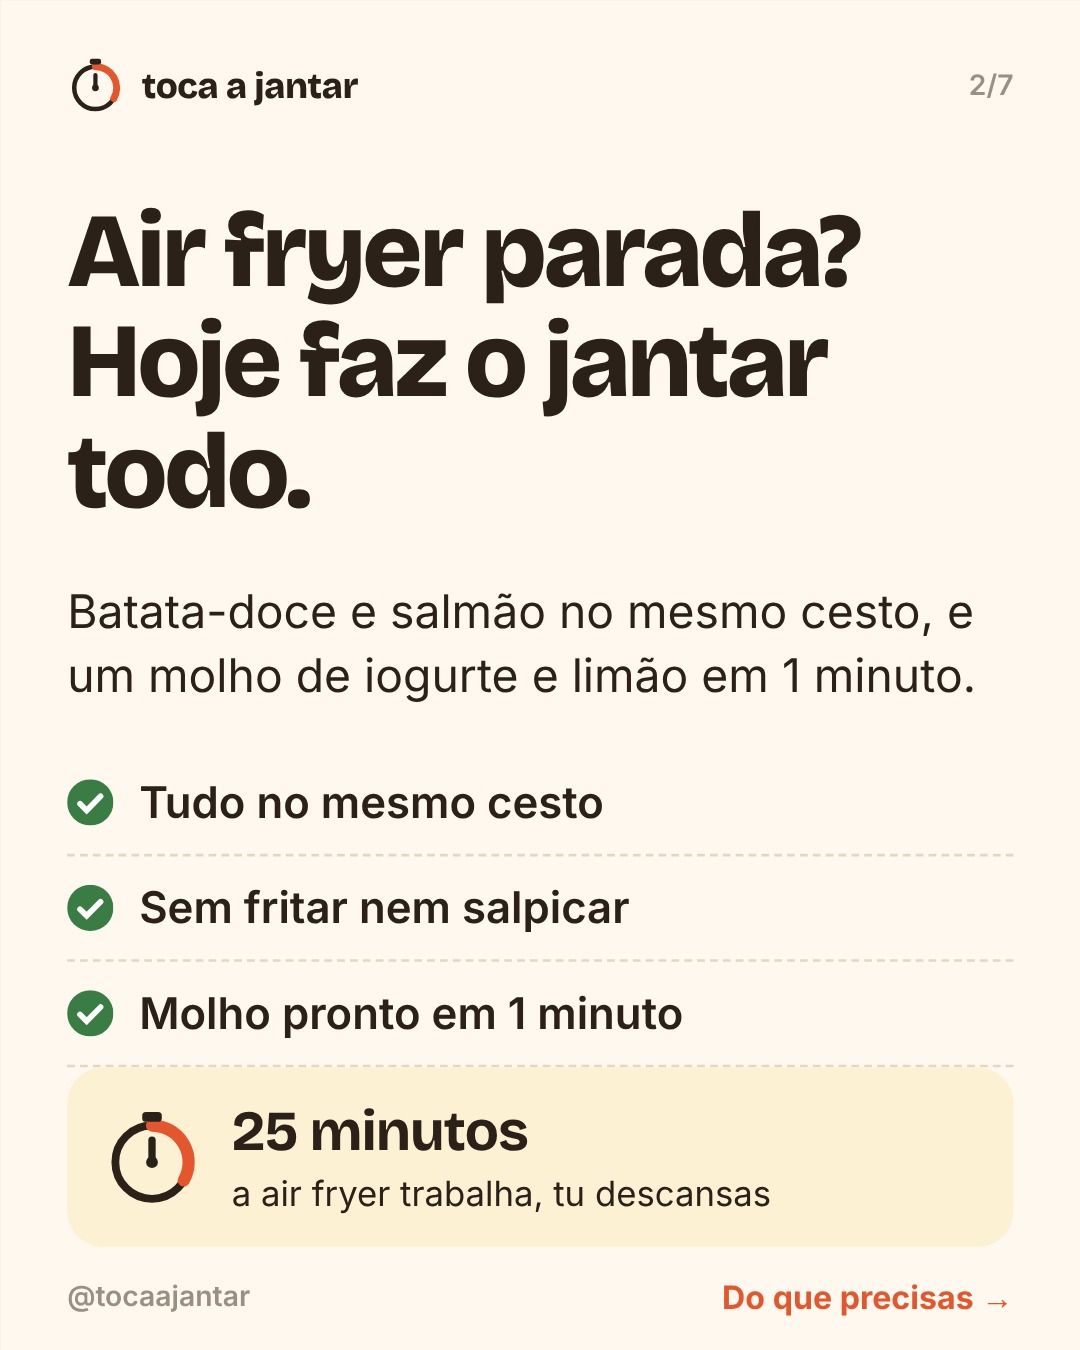 toca a jantar
2/7
Air fryer parada?
Hoje faz o jantar
todo.
Batata-doce e salmão no mesmo cesto, e
um molho de iogurte e limão em 1 minuto.
Tudo no mesmo cesto
Sem fritar nem salpicar
Molho pronto em 1 minuto
25 minutos
a air fryer trabalha, tu descansas
@tocaajantar
Do que precisas →